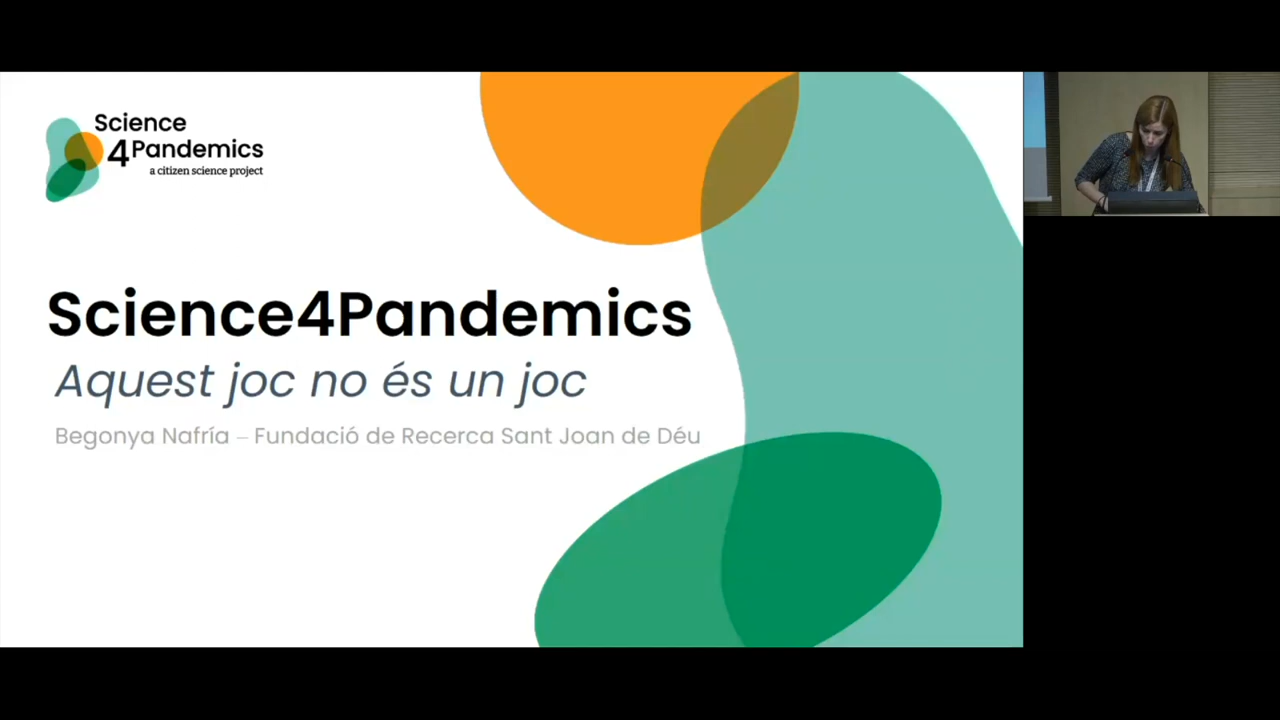 Science
4Pandemics
a citizen science project
Science4Pandemics
Aquest joc no és un joc
Begonya Nafría – Fundació de Recerca Sant Joan de Déu